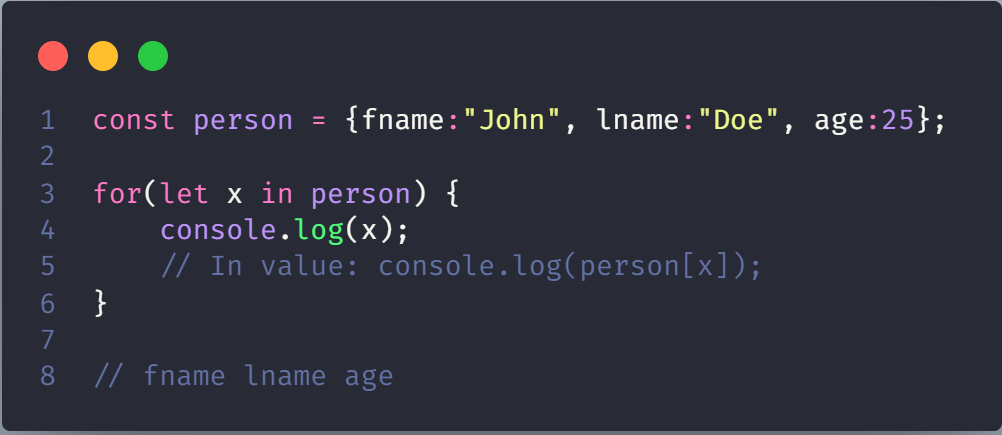 1 const person = {fname:"John", lname:"Doe", age:25};
2
3 for(let x in person) {
4     console.log(x);
5     // In value: console.log(person[x]);
6 }
7
8 // fname lname age